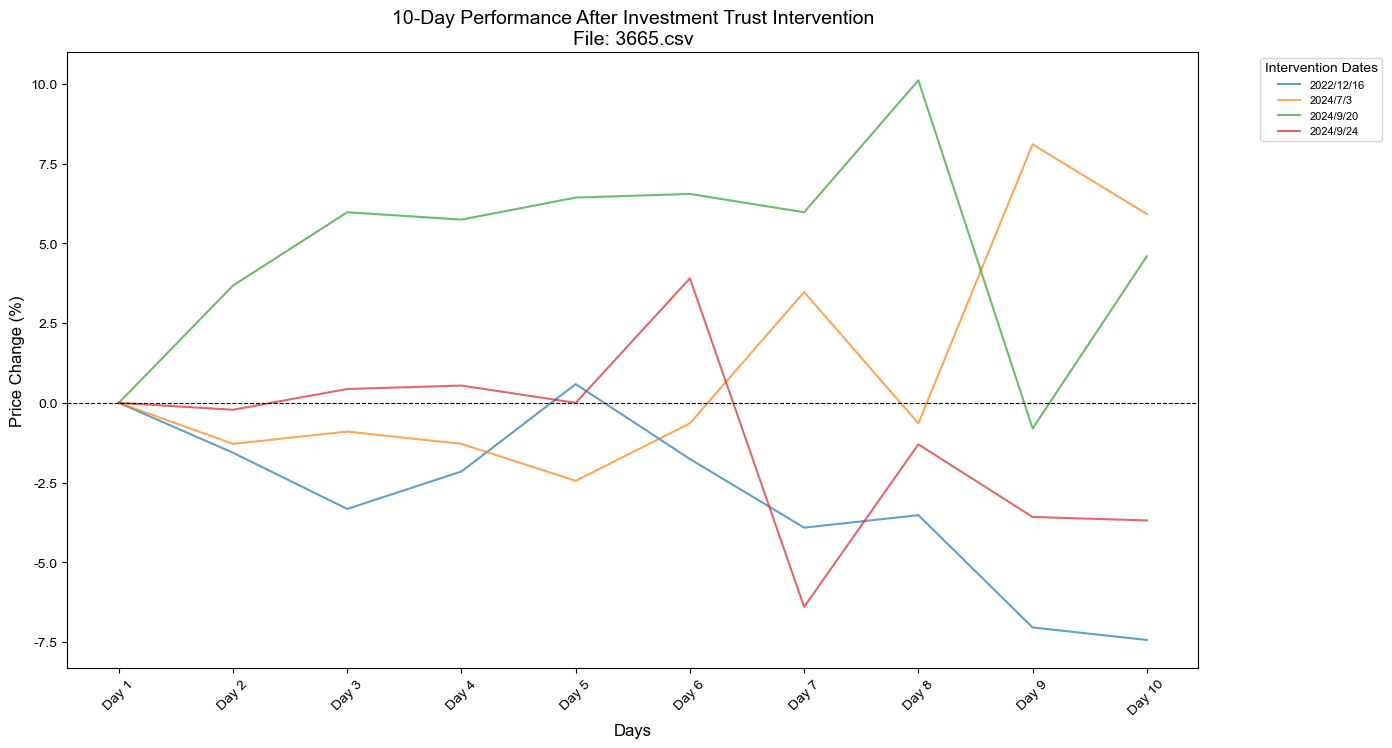 10-Day Performance After Investment Trust Intervention
File: 3665.csv
Intervention Dates
2022/12/16
2024/7/3
2024/9/20
2024/9/24
Price Change (%)
10.0
7.5
5.0
2.5
0.0
-2.5
-5.0
-7.5
Day 1
Day 2
Day 3
Day 4
Day 5
Day 6
Day 7
Day 8
Day 9
Day 10
Days